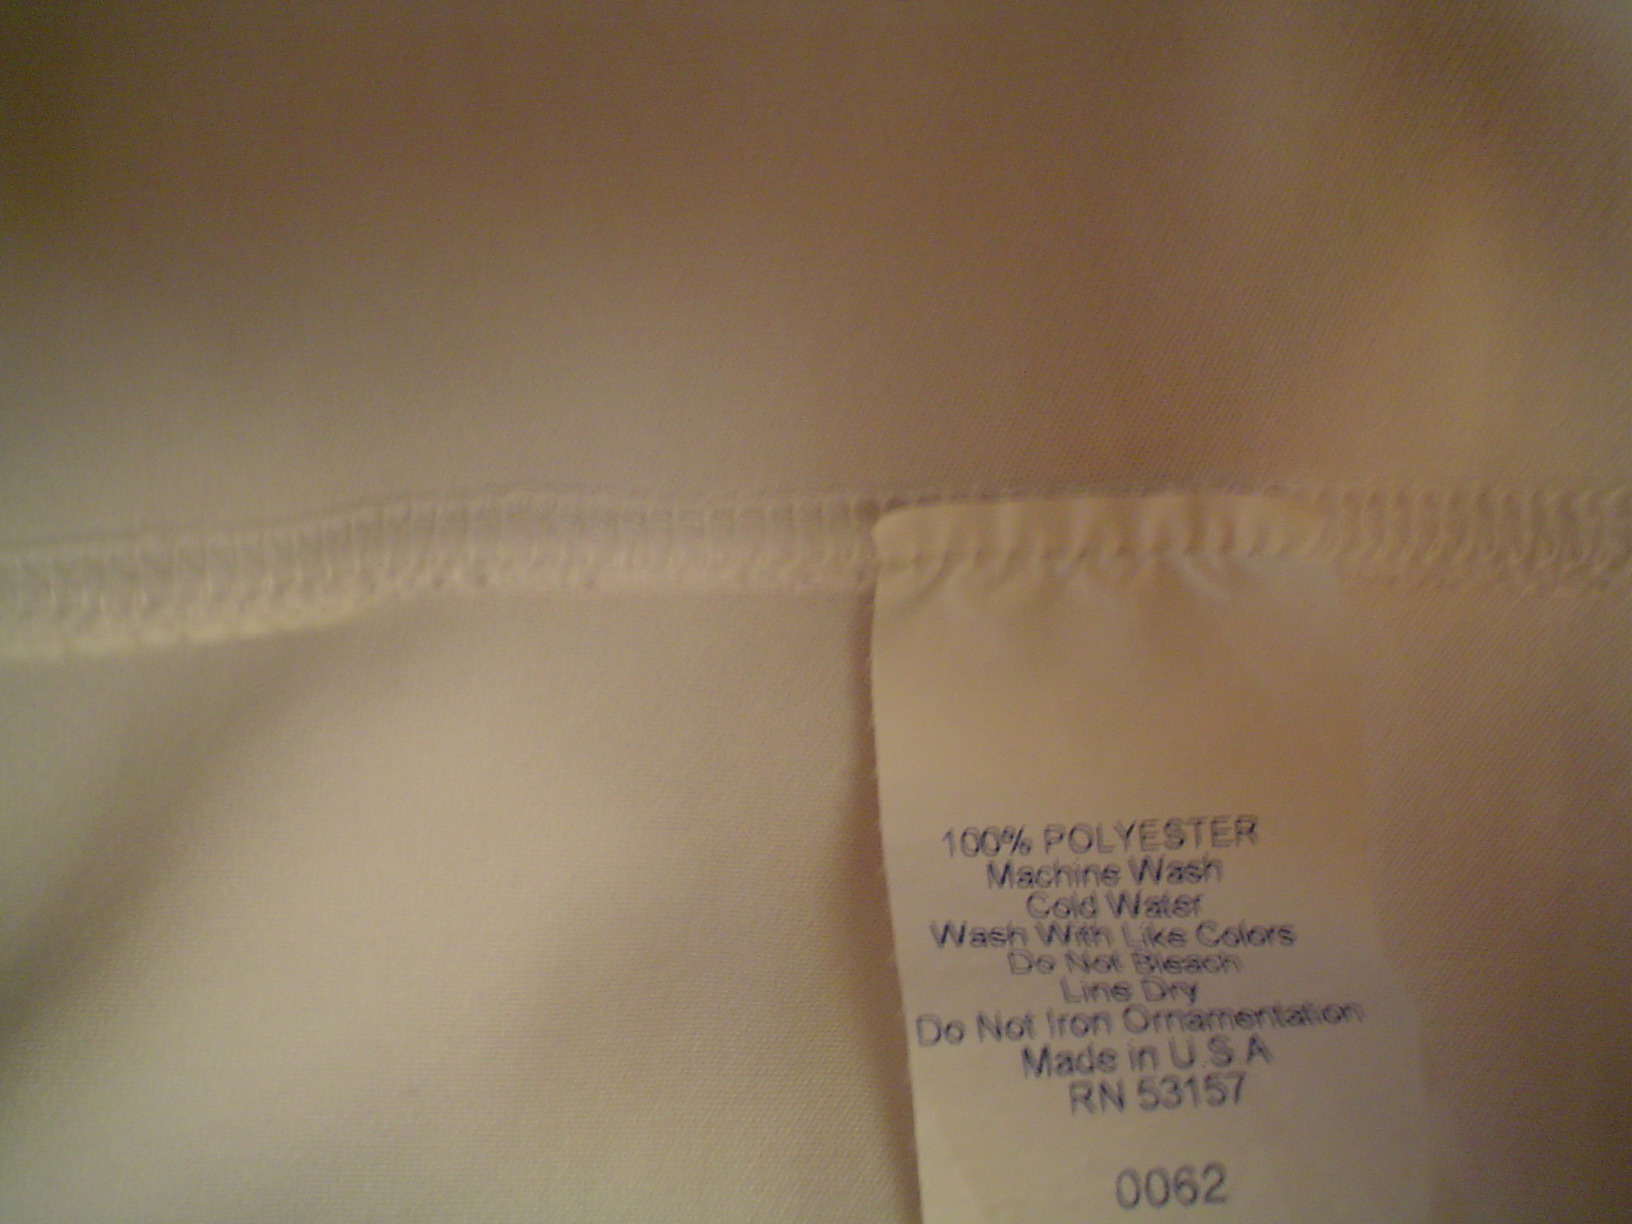 100% POLYESTER
Machine Wash
Cold Water
Wash With Like Colors
Do Not Bleach
Line Dry
Do Not Iron Ornamentation
Made in U.S.A
RN 53157
0062